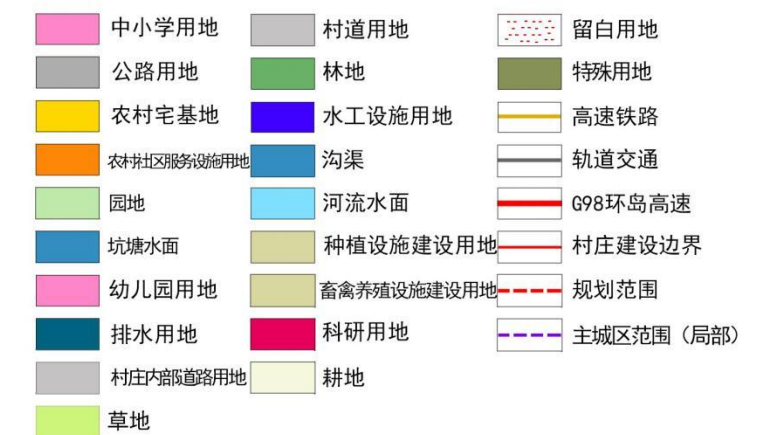 中小学用地
公路用地
农村宅基地
农村社区服务设施用地
园地
坑塘水面
幼儿园用地
排水用地
村庄内部道路用地
草地
村道用地
林地
水工设施用地
沟渠
河流水面
种植设施建设用地
畜禽养殖设施建设用地
科研用地
耕地
留白用地
特殊用地
高速铁路
轨道交通
G98环岛高速
村庄建设边界
规划范围
主城区范围（局部）